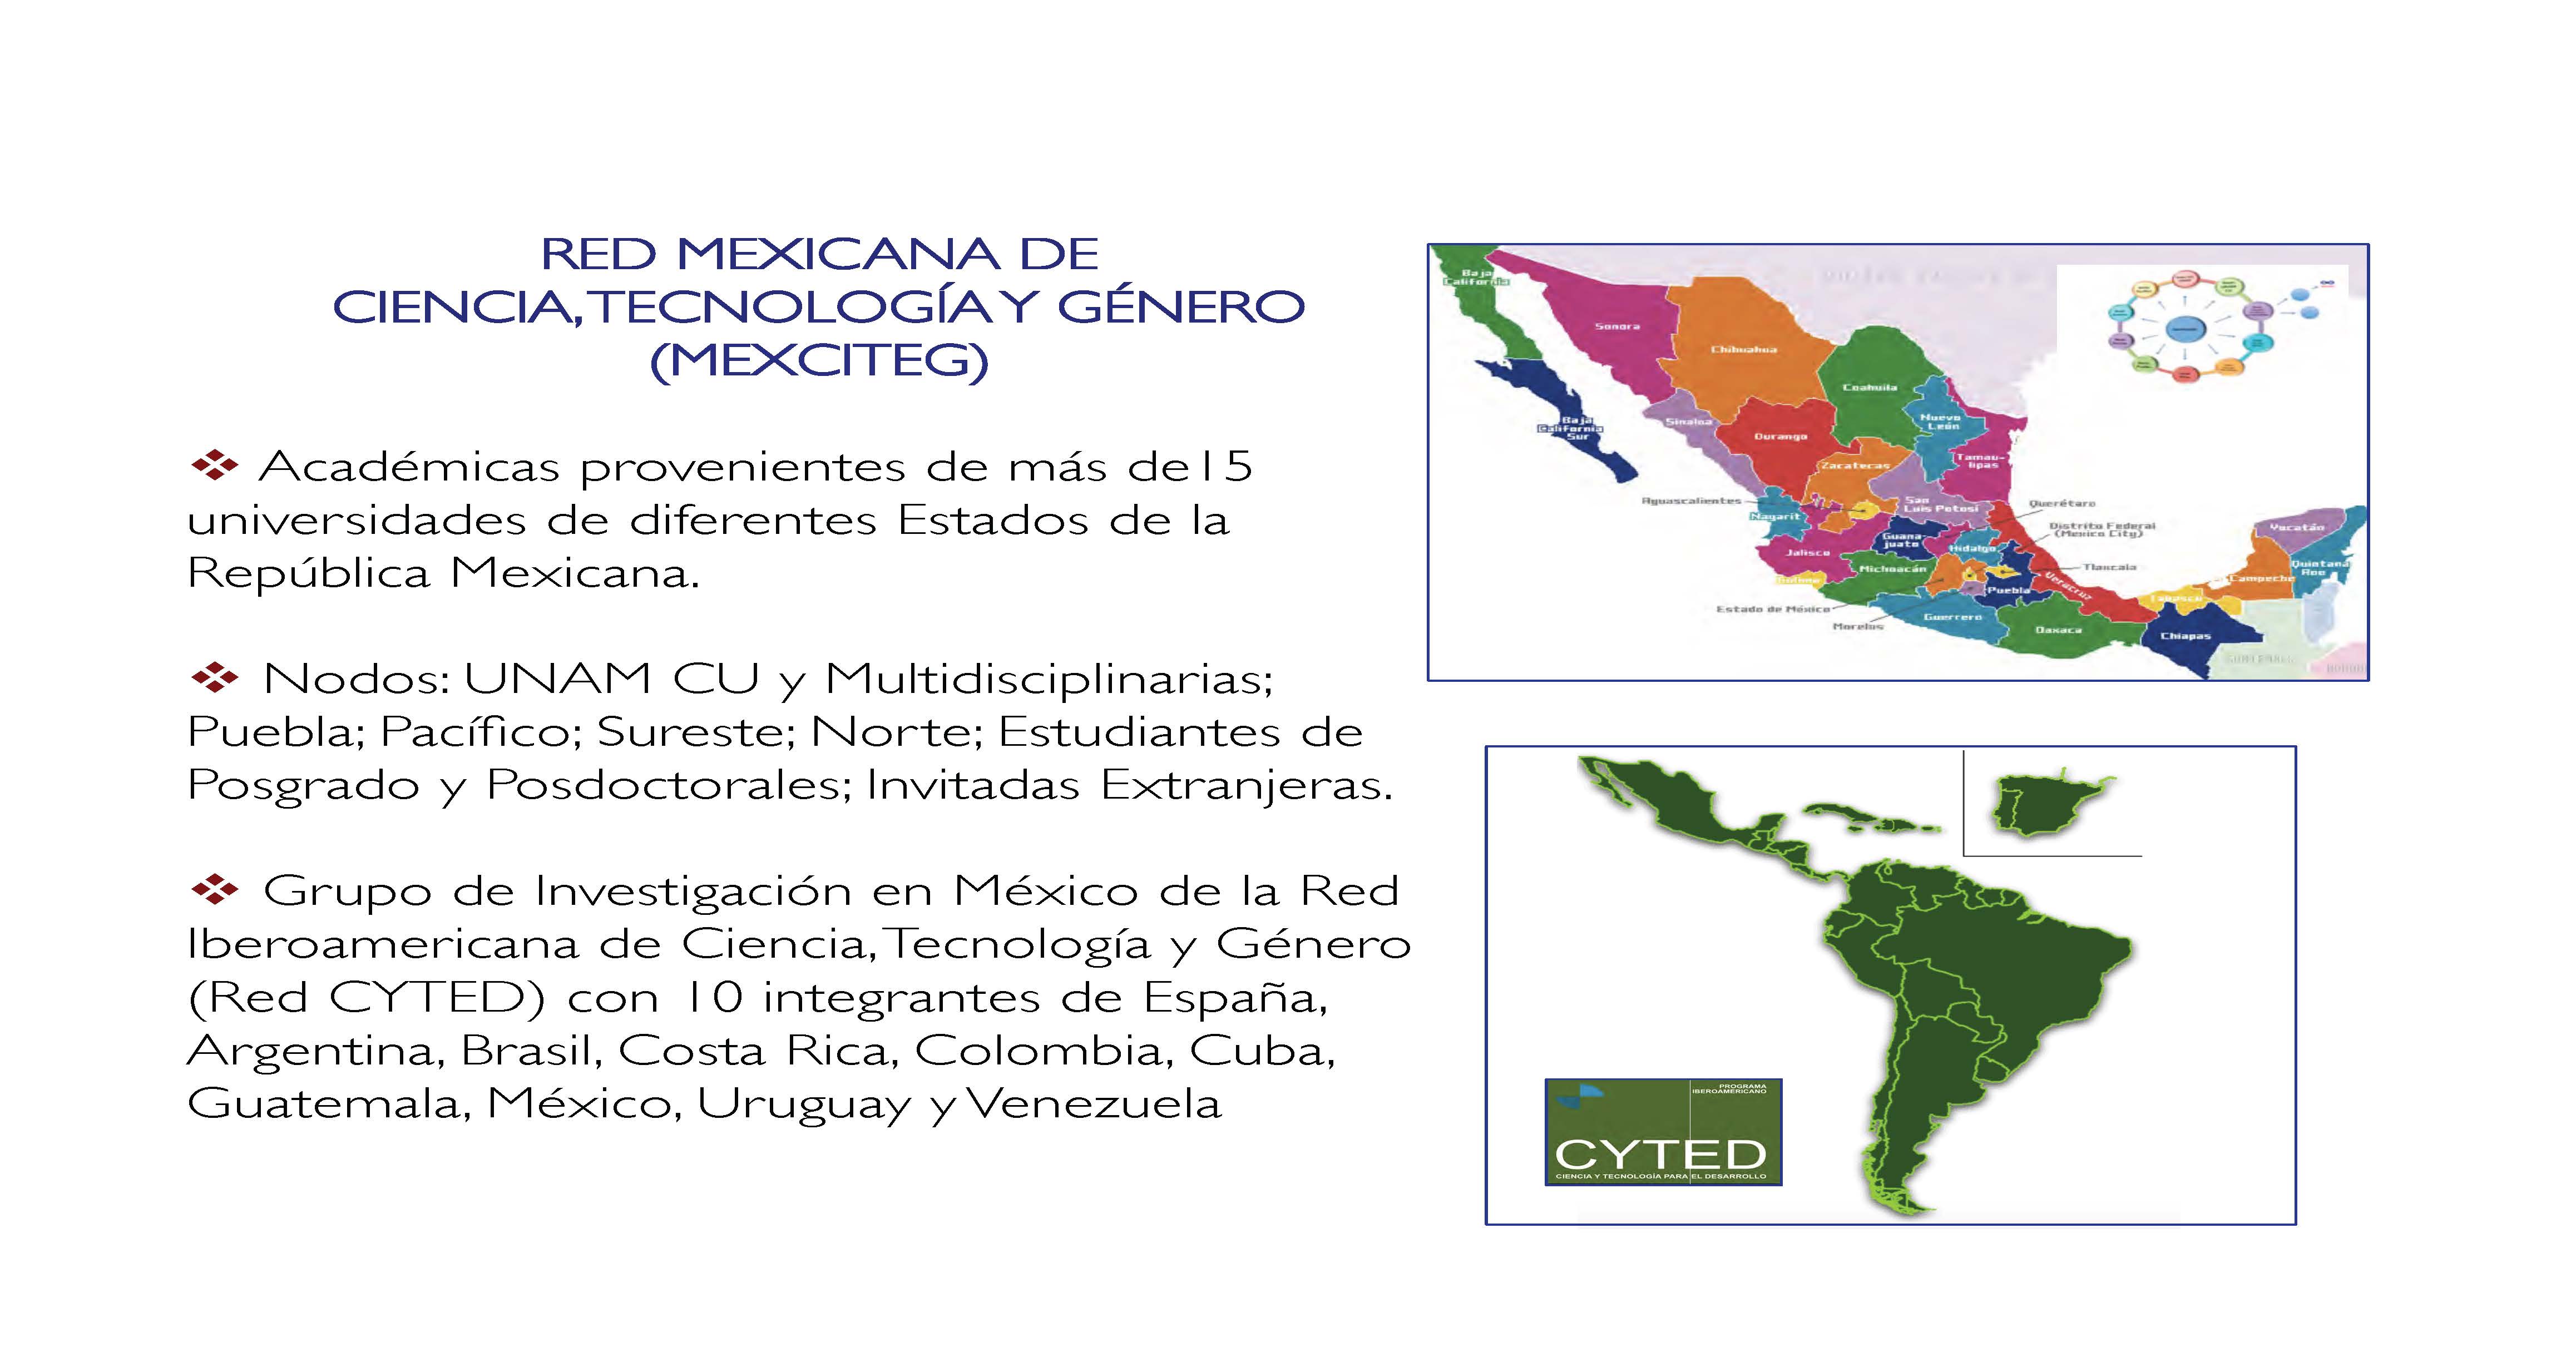 RED MEXICANA DE
CIENCIA, TECNOLOGÍA Y GÉNERO
(MEXCITEG)
Académicas provenientes de más de15
universidades de diferentes Estados de la
República Mexicana.
Nodos: UNAM CU y Multidisciplinarias;
Puebla; Pacífico; Sureste; Norte; Estudiantes de
Posgrado y Posdoctorales; Invitadas Extranjeras.
Grupo de Investigación en México de la Red
Iberoamericana de Ciencia, Tecnología y Género
(Red CYTED) con 10 integrantes de España,
Argentina, Brasil, Costa Rica, Colombia, Cuba,
Guatemala, México, Uruguay y Venezuela
Baja
California
Sonora
Chihuahua
Coahuila
Baja
California
Sur
Sinaloa
Durango
Nuevo
León
Tamau-
lipas
Zacatecas
Aguascalientes
San
Luis Potosí
Nayarit
Querétaro
Distrito Federal
(Mexico City)
Yucatán
Guana-
juato
Hidalgo
Jalisco
Michoacán
Tlaxcala
Quintana
Roo
Campeche
Colima
Puebla
Veracruz
Tabasco
Estado de México
Morelos
Guerrero
Oaxaca
Chiapas
PROGRAMA
IBEROAMERICANO
CYTED
CIENCIA Y TECNOLOGÍA PARA EL DESARROLLO